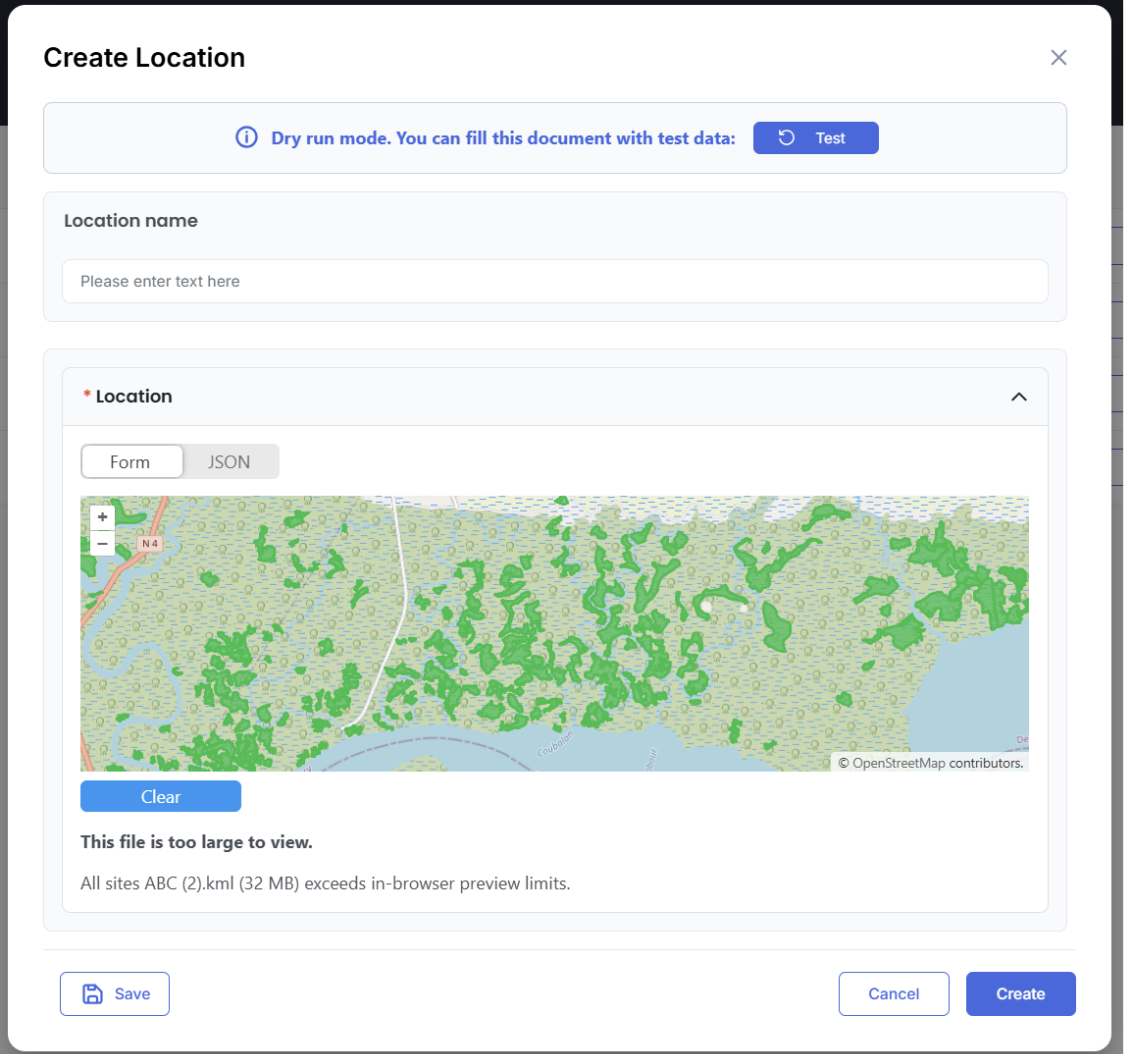 Create Location
Dry run mode. You can fill this document with test data:
Test
Location name
Please enter text here
* Location
Form
JSON
+
−
N 4
Coubalon
De
© OpenStreetMap contributors.
Clear
This file is too large to view.
All sites ABC (2).kml (32 MB) exceeds in-browser preview limits.
Save
Cancel
Create